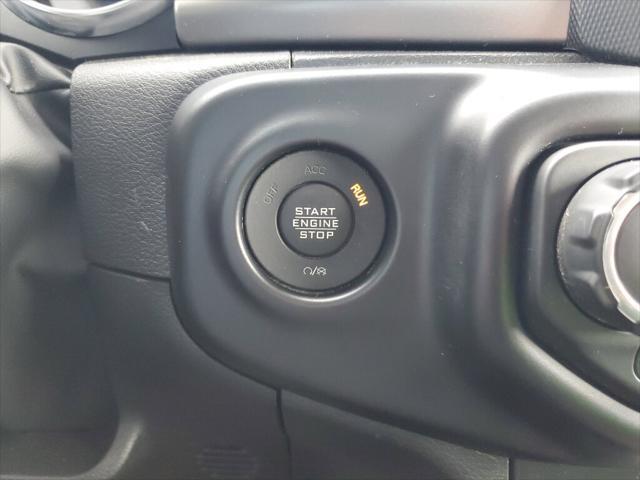 ACC
OFF
RUN
START
ENGINE
STOP